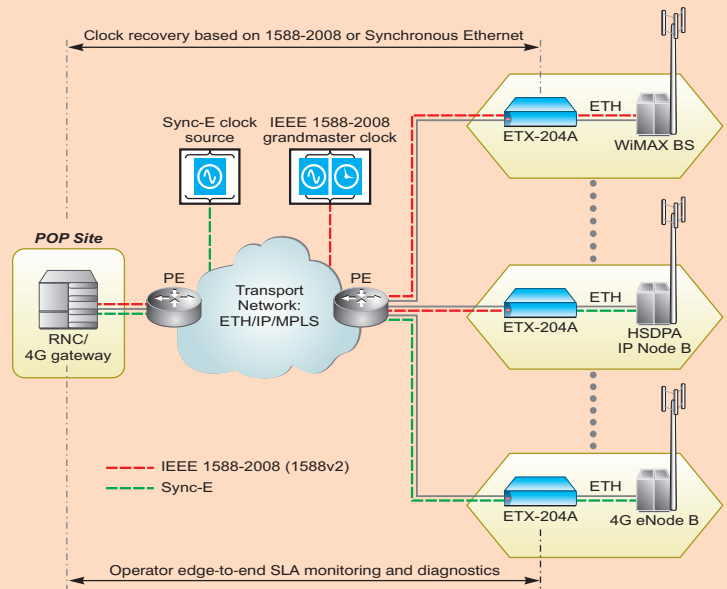 Clock recovery based on 1588-2008 or Synchronous Ethernet
Sync-E clock
source
IEEE 1588-2008
grandmaster clock
ETH
ETX-204A
WiMAX BS
POP Site
RNC/
4G gateway
PE
Transport
Network:
ETH/IP/MPLS
PE
ETH
ETX-204A
HSDPA
IP Node B
IEEE 1588-2008 (1588v2)
Sync-E
ETH
ETX-204A
4G eNode B
Operator edge-to-end SLA monitoring and diagnostics